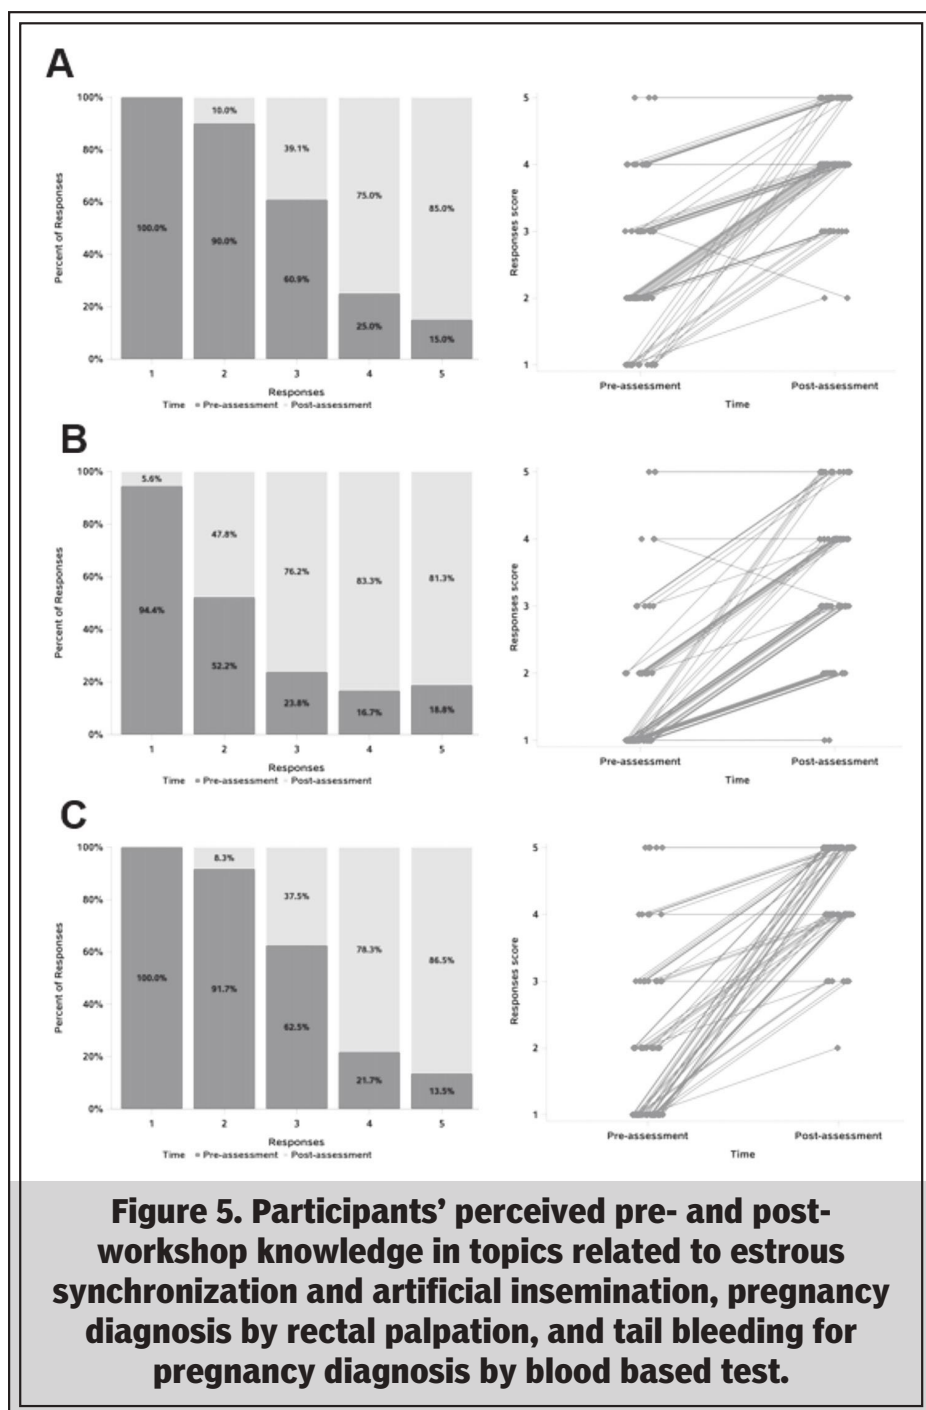 A
100%
80%
60%
40%
20%
0%
Percent of Responses
100.0%
10.0%
90.0%
39.1%
60.9%
75.0%
25.0%
85.0%
15.0%
1 2 3 4 5
Responses
Time Pre-assessment Post-assessment
5
4
3
2
1
Responses score
Pre-assessment Post-assessment
Time
B
100%
80%
60%
40%
20%
0%
Percent of Responses
5.6%
94.4%
47.8%
52.2%
76.2%
23.8%
83.3%
16.7%
81.3%
18.8%
1 2 3 4 5
Responses
Time Pre-assessment Post-assessment
5
4
3
2
1
Responses score
Pre-assessment Post-assessment
Time
C
100%
80%
60%
40%
20%
0%
Percent of Responses
100.0%
8.3%
91.7%
37.5%
62.5%
78.3%
21.7%
86.5%
13.5%
1 2 3 4 5
Responses
Time Pre-assessment Post-assessment
5
4
3
2
1
Responses score
Pre-assessment Post-assessment
Time
Figure 5. Participants’ perceived pre- and post-
workshop knowledge in topics related to estrous
synchronization and artificial insemination, pregnancy
diagnosis by rectal palpation, and tail bleeding for
pregnancy diagnosis by blood based test.